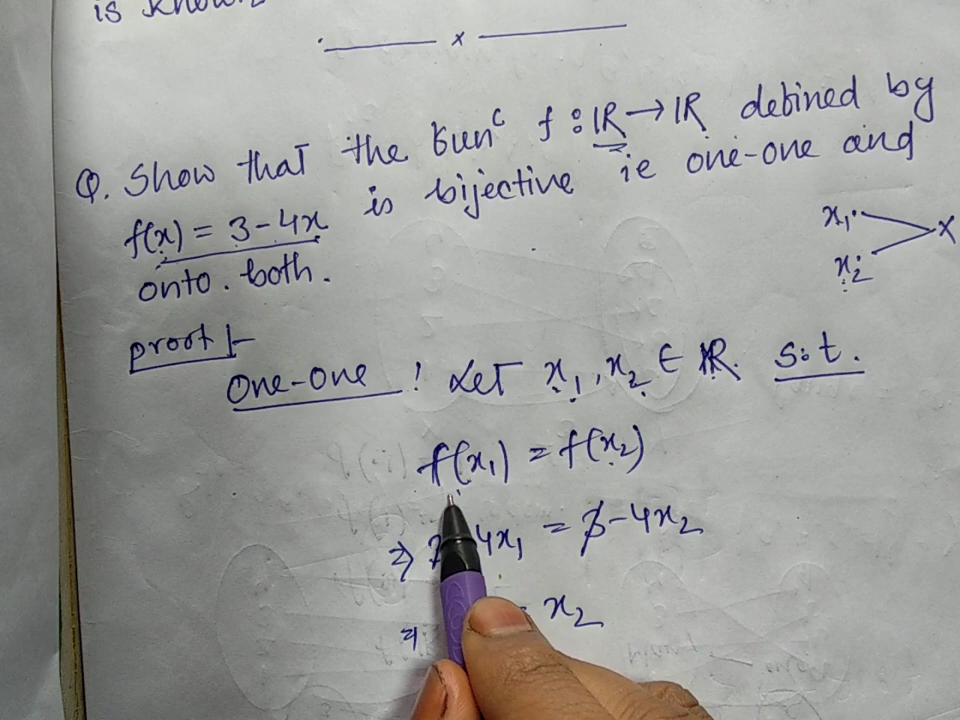 is known
x
Q. Show that the funᶜ f : IR → IR defined by
f(x) = 3 - 4x is bijective ie one-one and
onto. both.
x₁
x
x₂
proof :-
One-one ! Let x₁, x₂ ∈ IR. s.t.
f(x₁) = f(x₂)
⇒ 4x₁ = 3 - 4x₂
⇒ = x₂